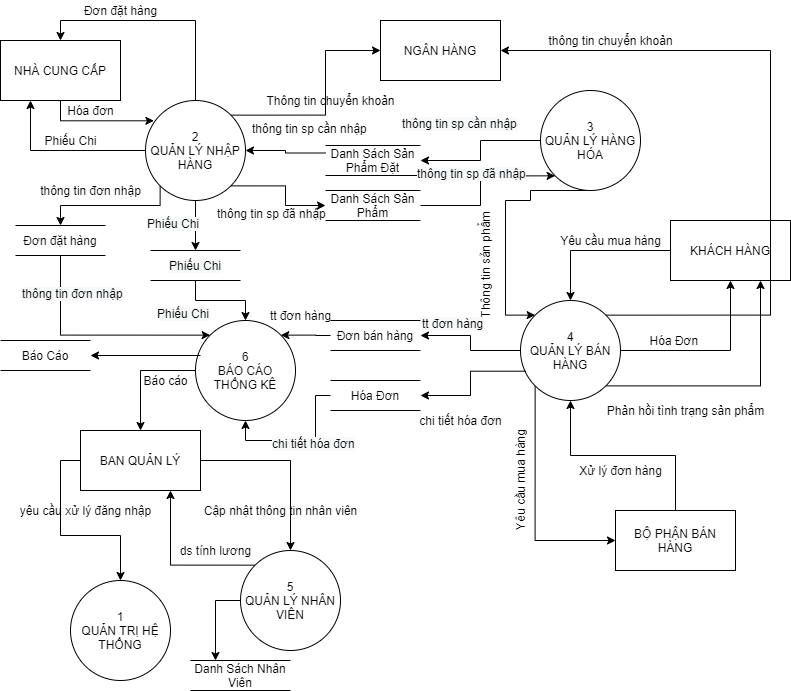 Đơn đặt hàng
NHÀ CUNG CẤP
NGÂN HÀNG
thông tin chuyển khoản
Hóa đơn
Thông tin chuyển khoản
Phiếu Chi
2
QUẢN LÝ NHẬP
HÀNG
thông tin sp cần nhập
thông tin sp cần nhập
3
QUẢN LÝ HÀNG
HÓA
Danh Sách Sản
Phẩm Đặt
thông tin sp đã nhập
thông tin đơn nhập
Phiếu Chi
thông tin sp đã nhập
Danh Sách Sản
Phẩm
Đơn đặt hàng
Thông tin sản phẩm
Yêu cầu mua hàng
KHÁCH HÀNG
Phiếu Chi
thông tin đơn nhập
Phiếu Chi
tt đơn hàng
Đơn bán hàng
tt đơn hàng
4
QUẢN LÝ BÁN
HÀNG
Hóa Đơn
Báo Cáo
6
BÁO CÁO
THỐNG KÊ
Báo cáo
Hóa Đơn
chi tiết hóa đơn
Phản hồi tình trạng sản phẩm
chi tiết hóa đơn
BAN QUẢN LÝ
Yêu cầu mua hàng
Xử lý đơn hàng
yêu cầu xử lý đăng nhập
Cập nhật thông tin nhân viên
BỘ PHẬN BÁN
HÀNG
ds tính lương
1
QUẢN TRỊ HỆ
THỐNG
5
QUẢN LÝ NHÂN
VIÊN
Danh Sách Nhân
Viên